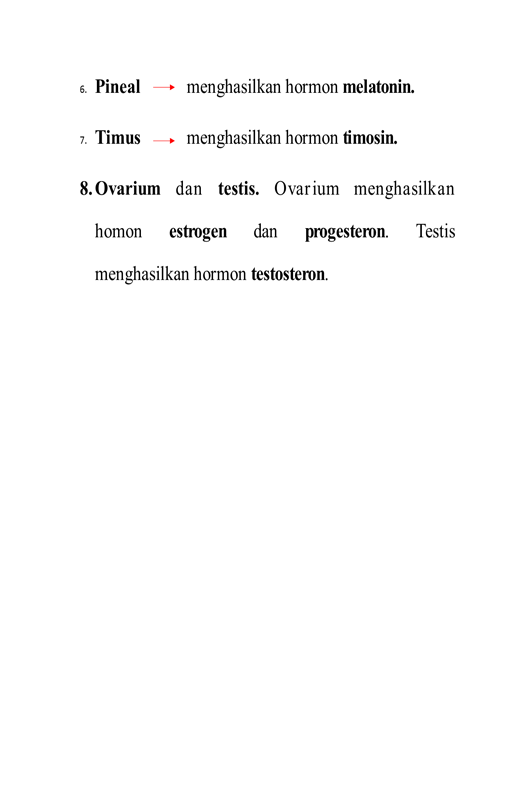 6. Pineal → menghasilkan hormon melatonin.
7. Timus → menghasilkan hormon timosin.
8. Ovarium dan testis. Ovarium menghasilkan
homon estrogen dan progesteron. Testis
menghasilkan hormon testosteron.